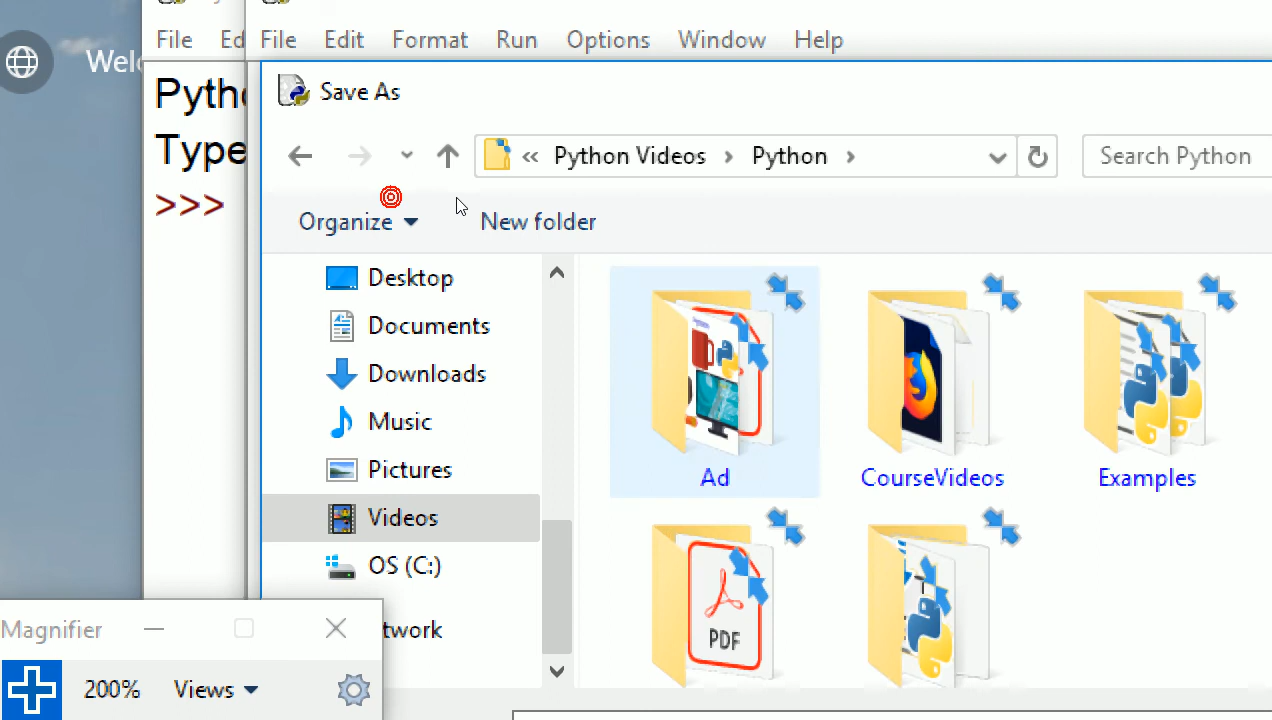 Welc
File Ed
File Edit Format Run Options Window Help
Pytho
Type
>>>
Save As
« Python Videos › Python ›
Search Python
Organize New folder
Desktop
Documents
Downloads
Music
Pictures
Videos
OS (C:)
twork
Ad CourseVideos Examples
PDF
Magnifier
200% Views